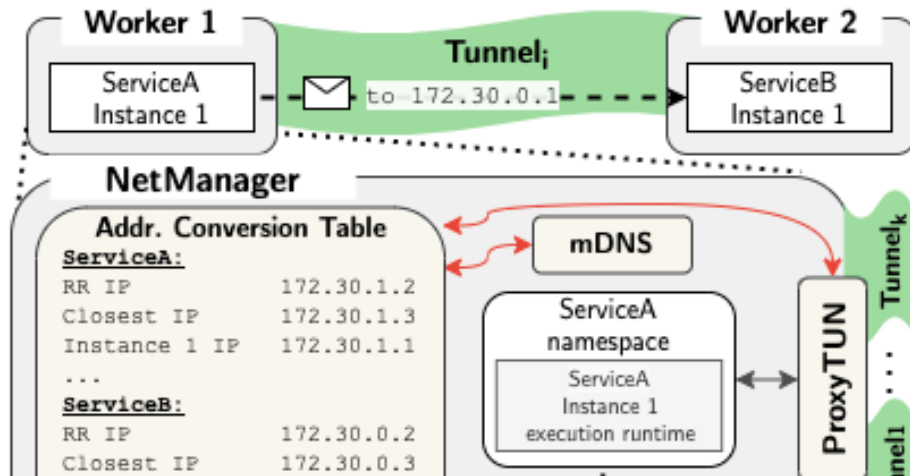 Worker 1
Worker 2
Tunnel_i
ServiceA
Instance 1
to 172.30.0.1
ServiceB
Instance 1
NetManager
Addr. Conversion Table
ServiceA:
RR IP 172.30.1.2
Closest IP 172.30.1.3
Instance 1 IP 172.30.1.1
...
ServiceB:
RR IP 172.30.0.2
Closest IP 172.30.0.3
mDNS
ServiceA
namespace
ServiceA
Instance 1
execution runtime
ProxyTUN
Tunnel_k